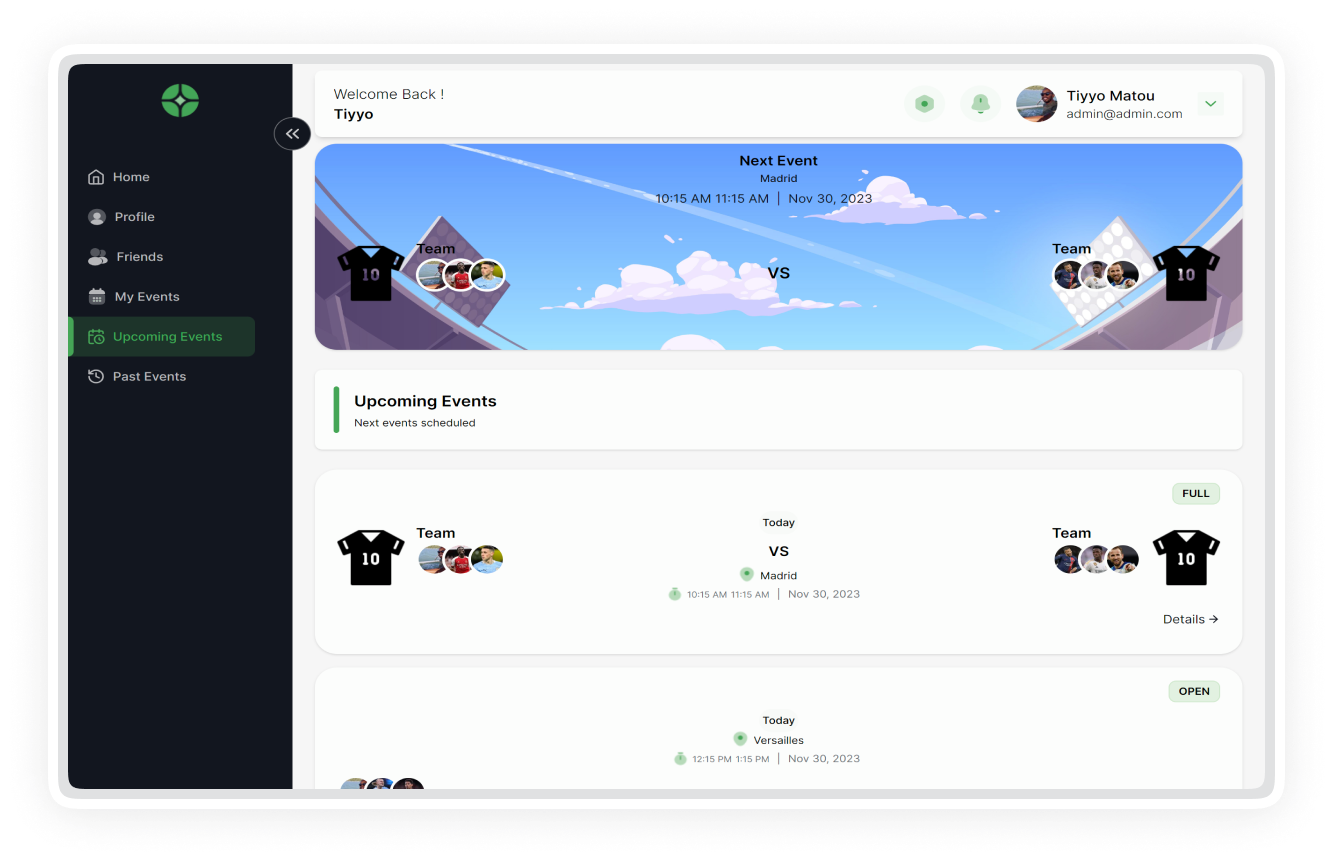 Welcome Back !
Tiyyo
Tiyyo Matou
admin@admin.com
Home
Profile
Friends
My Events
Upcoming Events
Past Events
Next Event
Madrid
10:15 AM 11:15 AM | Nov 30, 2023
Team
10
VS
Team
10
Upcoming Events
Next events scheduled
FULL
Today
Team
10
VS
Team
10
Madrid
10:15 AM 11:15 AM | Nov 30, 2023
Details →
OPEN
Today
Versailles
12:15 PM 1:15 PM | Nov 30, 2023